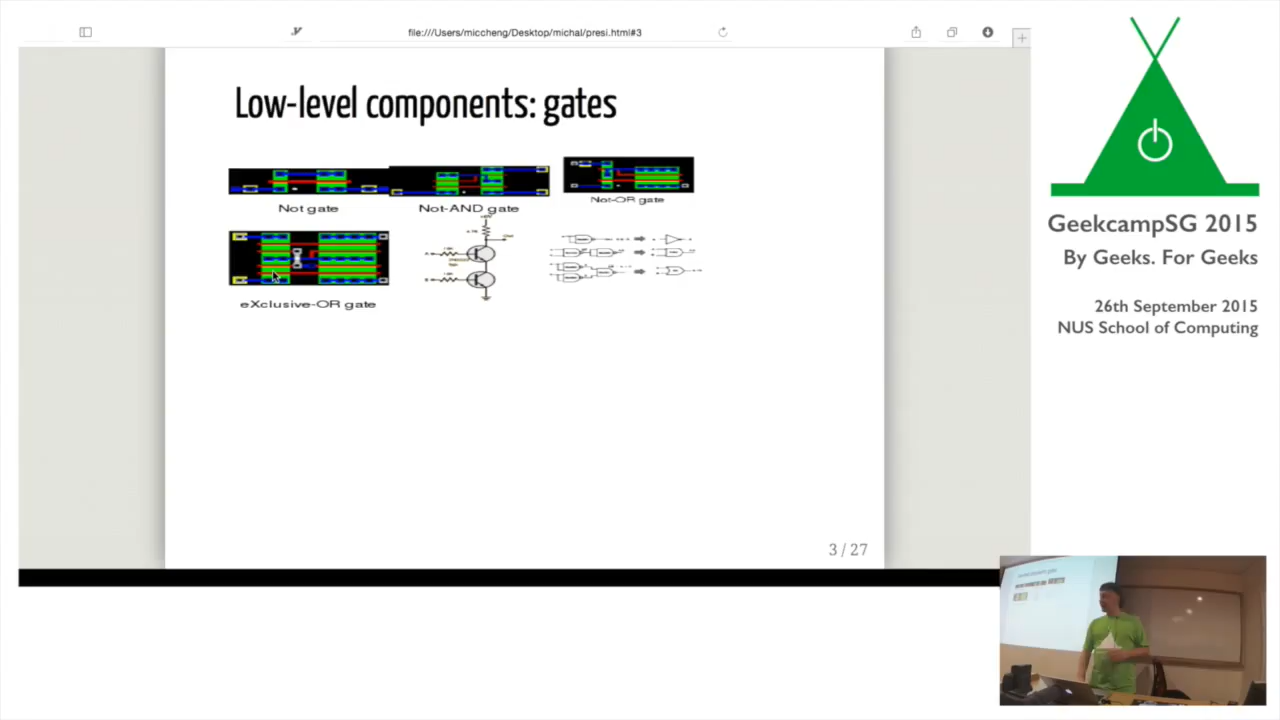 file:///Users/miccheng/Desktop/michal/presi.html#3
Low-level components: gates
Not gate
Not-AND gate
Not-OR gate
eXclusive-OR gate
3 / 27
GeekcampSG 2015
By Geeks. For Geeks
26th September 2015
NUS School of Computing